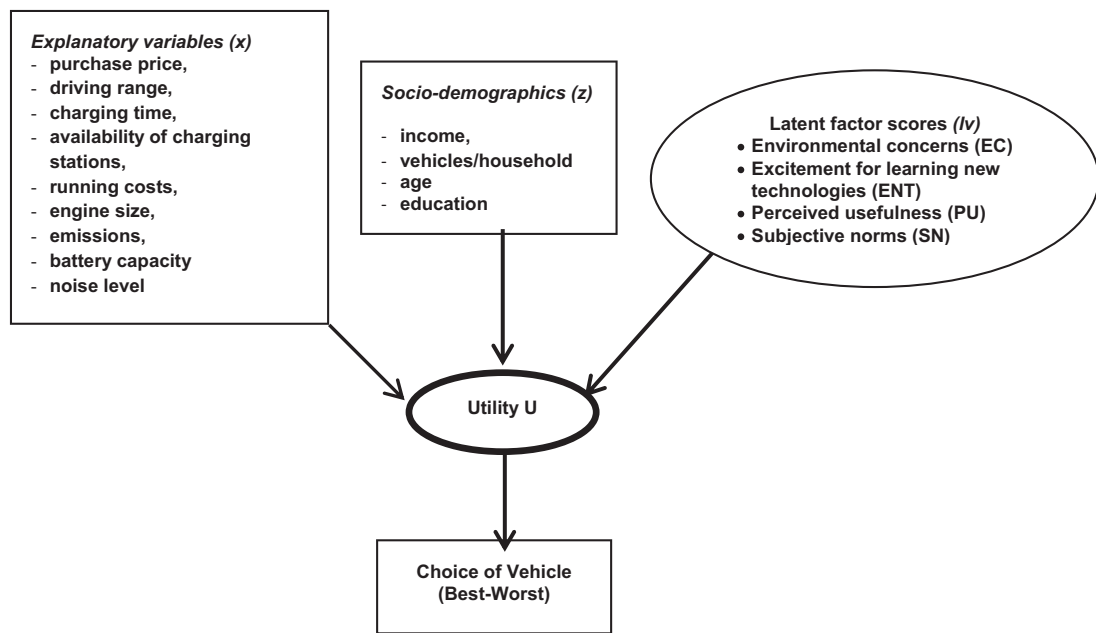 Explanatory variables (x)
- purchase price,
- driving range,
- charging time,
- availability of charging
stations,
- running costs,
- engine size,
- emissions,
- battery capacity
- noise level
Socio-demographics (z)
- income,
- vehicles/household
- age
- education
Latent factor scores (lv)
• Environmental concerns (EC)
• Excitement for learning new
technologies (ENT)
• Perceived usefulness (PU)
• Subjective norms (SN)
Utility U
Choice of Vehicle
(Best-Worst)